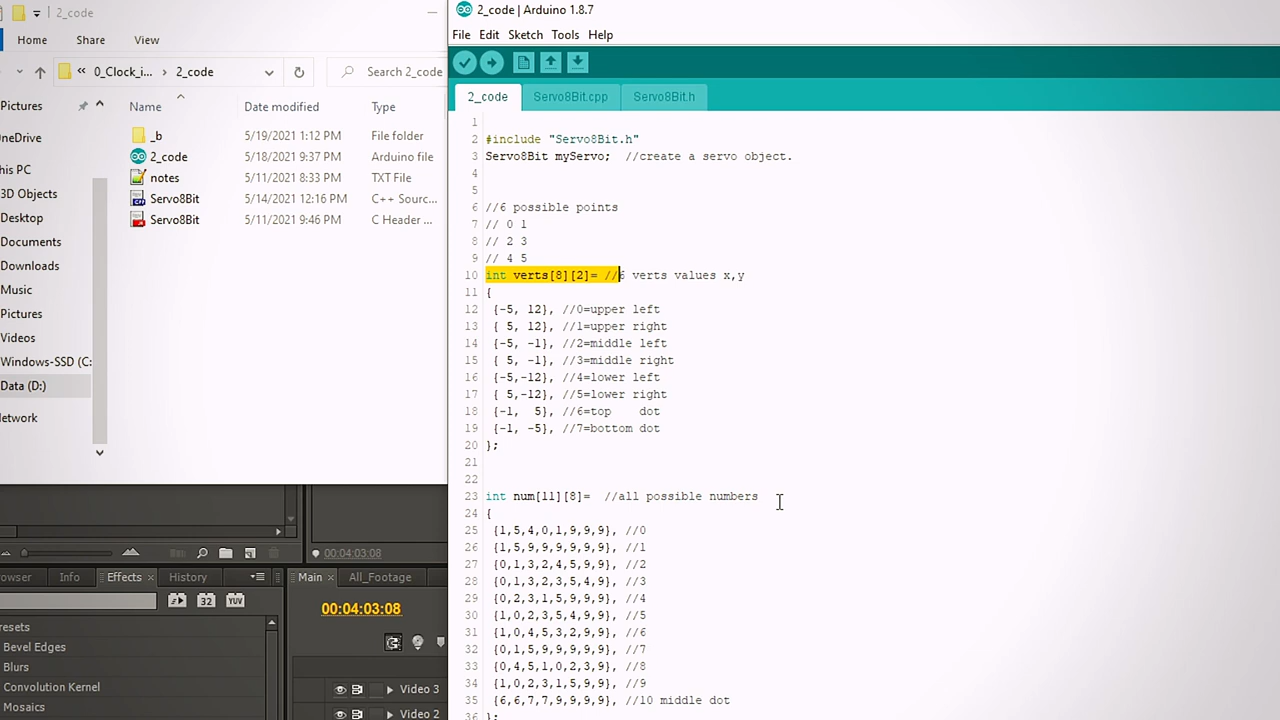 2_code
Home Share View
0_Clock_i... 2_code
Search 2_code
Name Date modified Type
Pictures
OneDrive
his PC
3D Objects
Desktop
Documents
Music
Pictures
Videos
Windows-SSD (C:
Data (D:)
etwork
_b 5/19/2021 1:12 PM File folder
2_code 5/18/2021 9:37 PM Arduino file
notes 5/11/2021 8:33 PM TXT File
Servo8Bit 5/14/2021 12:16 PM C++ Sourc...
Servo8Bit 5/11/2021 9:46 PM C Header ...
00:04:03:08
owser Info Effects × History
Main × All_Footage
32 YUV
00:04:03:08
resets
Bevel Edges
Blurs
Convolution Kernel
Mosaics
Video 3
Video 2
2_code | Arduino 1.8.7
File Edit Sketch Tools Help
2_code Servo8Bit.cpp Servo8Bit.h
1
2 #include "Servo8Bit.h"
3 Servo8Bit myServo; //create a servo object.
4
5
6 //6 possible points
7 // 0 1
8 // 2 3
9 // 4 5
10 int verts[8][2]= //6 verts values x,y
11 {
12 {-5, 12}, //0=upper left
13 { 5, 12}, //1=upper right
14 {-5, -1}, //2=middle left
15 { 5, -1}, //3=middle right
16 {-5,-12}, //4=lower left
17 { 5,-12}, //5=lower right
18 {-1, 5}, //6=top dot
19 {-1, -5}, //7=bottom dot
20 };
21
22
23 int num[11][8]= //all possible numbers
24 {
25 {1,5,4,0,1,9,9,9}, //0
26 {1,5,9,9,9,9,9,9}, //1
27 {0,1,3,2,4,5,9,9}, //2
28 {0,1,3,2,3,5,4,9}, //3
29 {0,2,3,1,5,9,9,9}, //4
30 {1,0,2,3,5,4,9,9}, //5
31 {1,0,4,5,3,2,9,9}, //6
32 {0,1,5,9,9,9,9,9}, //7
33 {0,4,5,1,0,2,3,9}, //8
34 {1,0,2,3,1,5,9,9}, //9
35 {6,6,7,7,9,9,9,9}, //10 middle dot
36 };